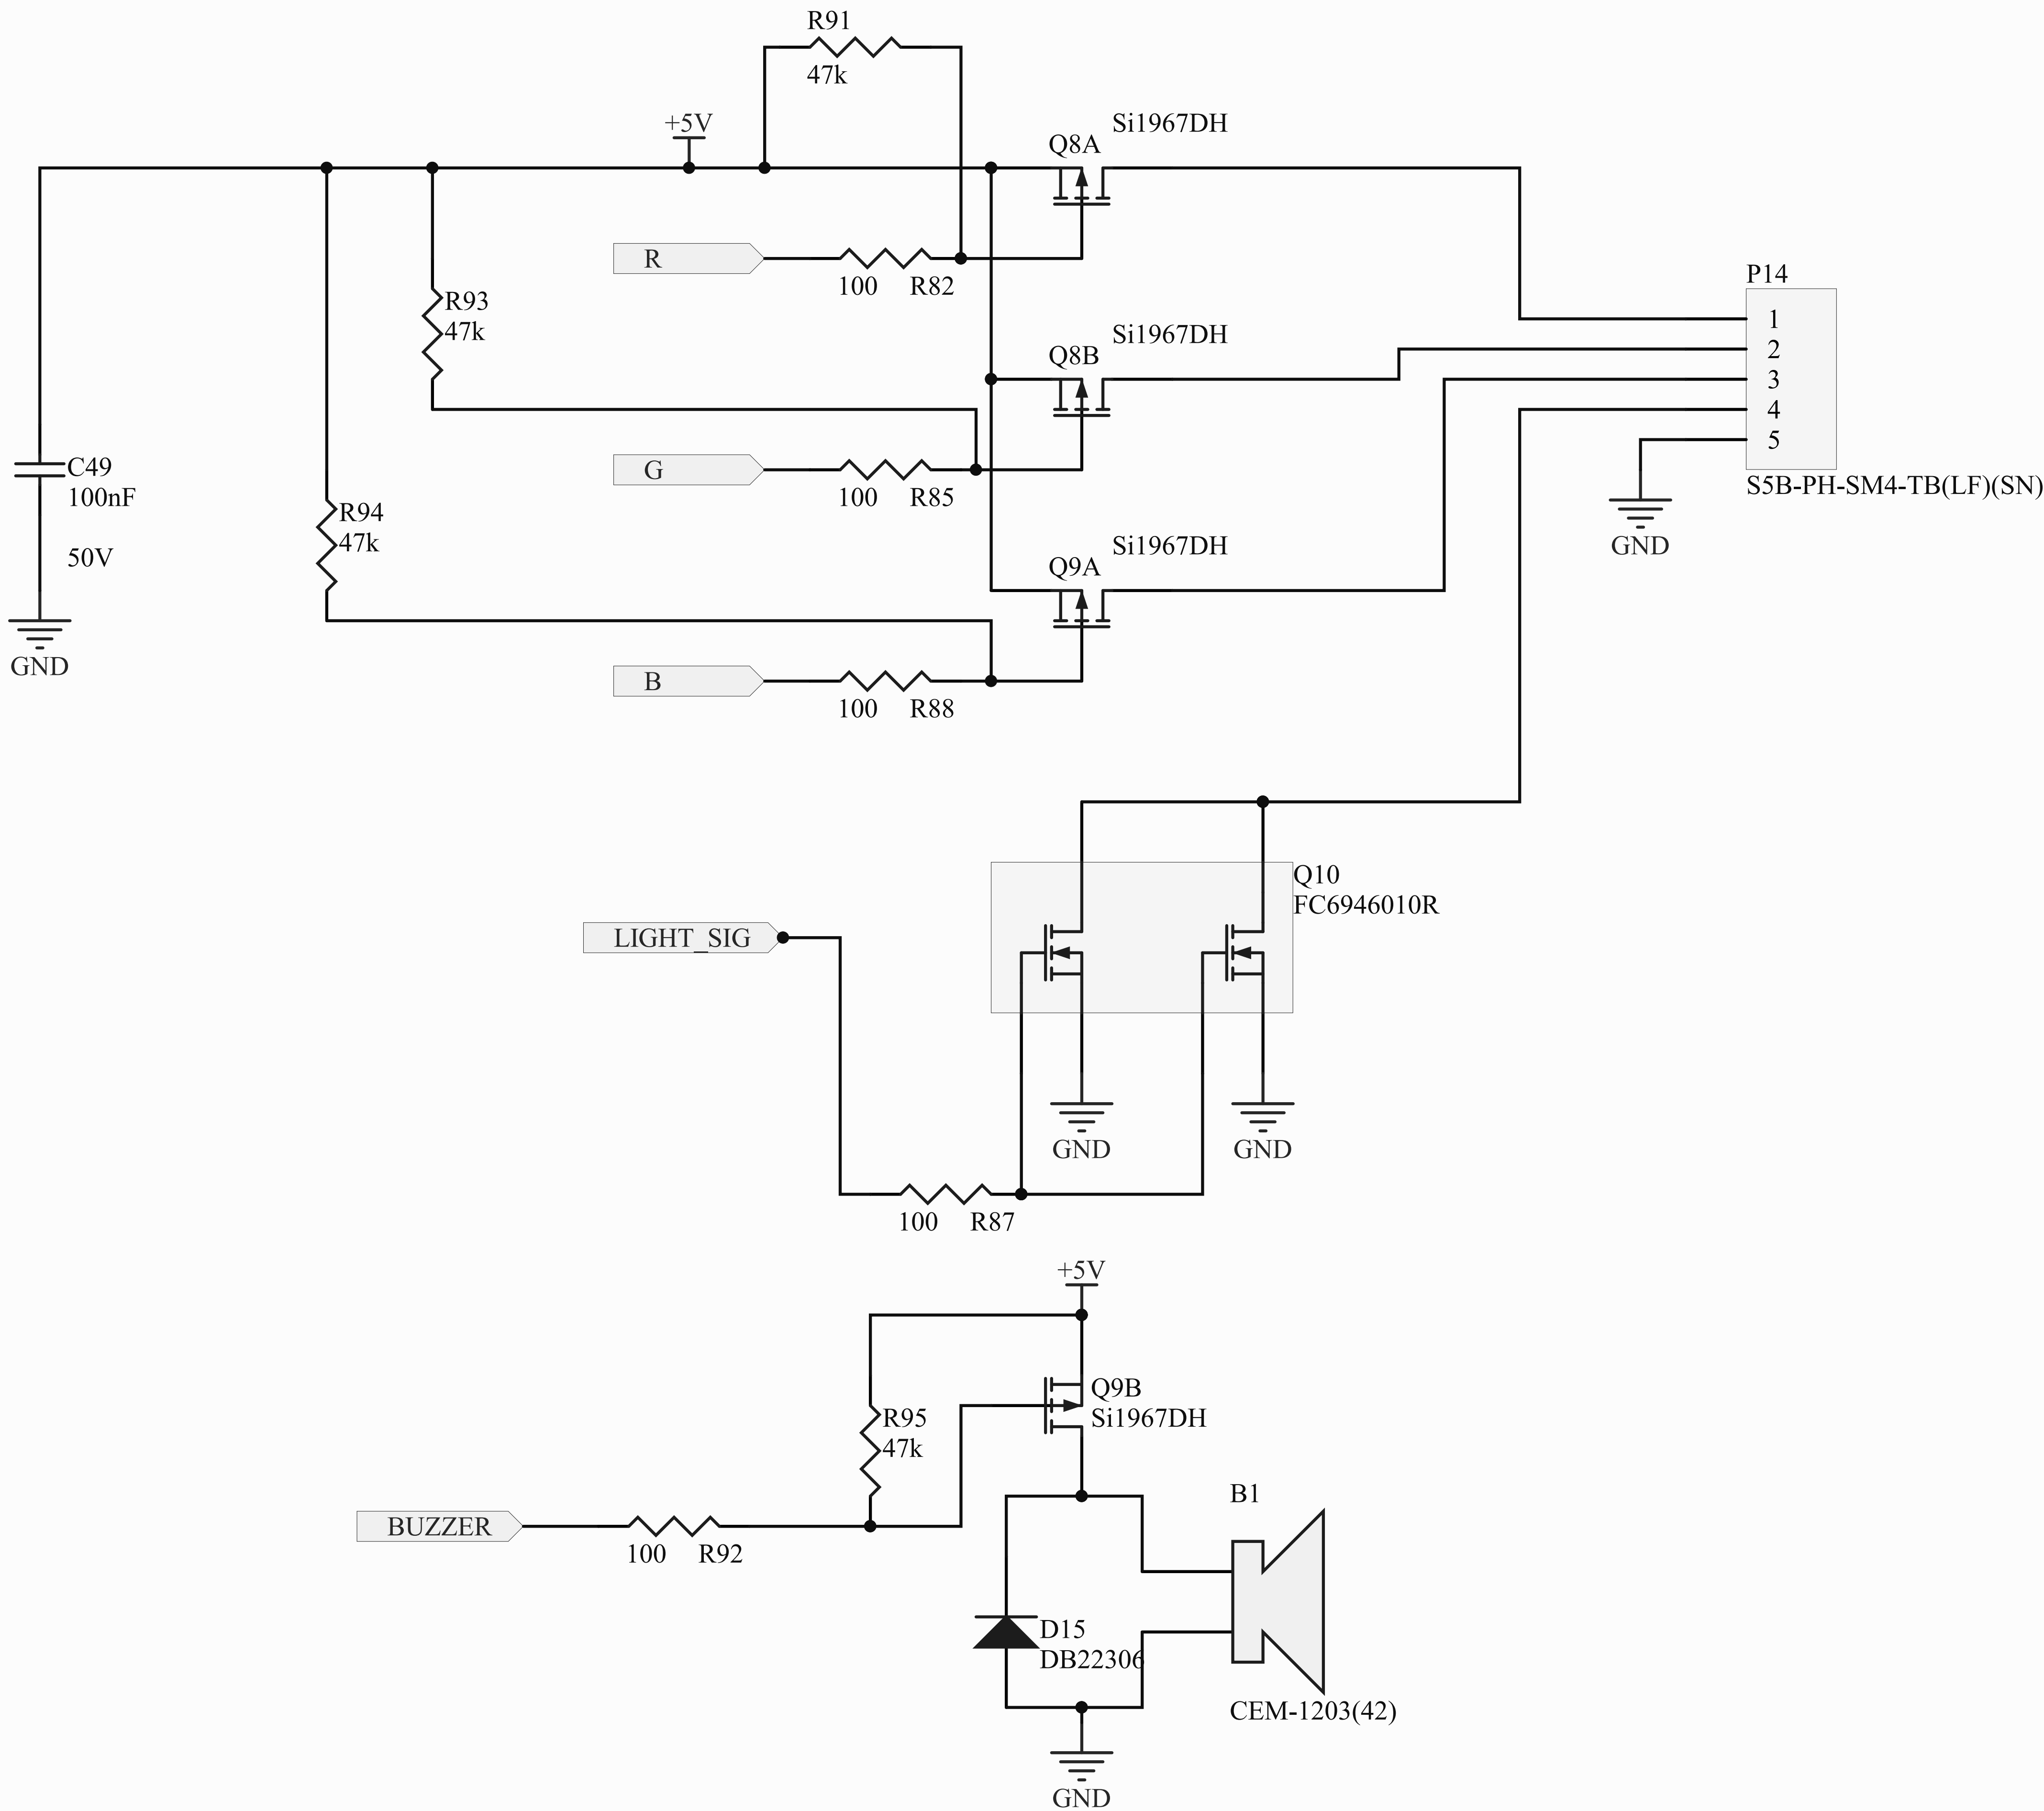 R91
47k
+5V
Si1967DH
Q8A
R
100 R82
P14
1
2
3
4
5
S5B-PH-SM4-TB(LF)(SN)
GND
R93
47k
Si1967DH
Q8B
G
100 R85
C49
100nF
50V
GND
R94
47k
Si1967DH
Q9A
B
100 R88
Q10
FC6946010R
LIGHT_SIG
GND
GND
100 R87
+5V
Q9B
Si1967DH
R95
47k
B1
BUZZER
100 R92
D15
DB22306
CEM-1203(42)
GND